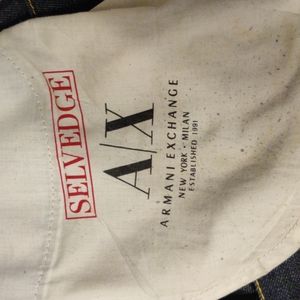 SELVEDGE
A/X
ARMANI EXCHANGE
NEW YORK • MILAN
ESTABLISHED 1991